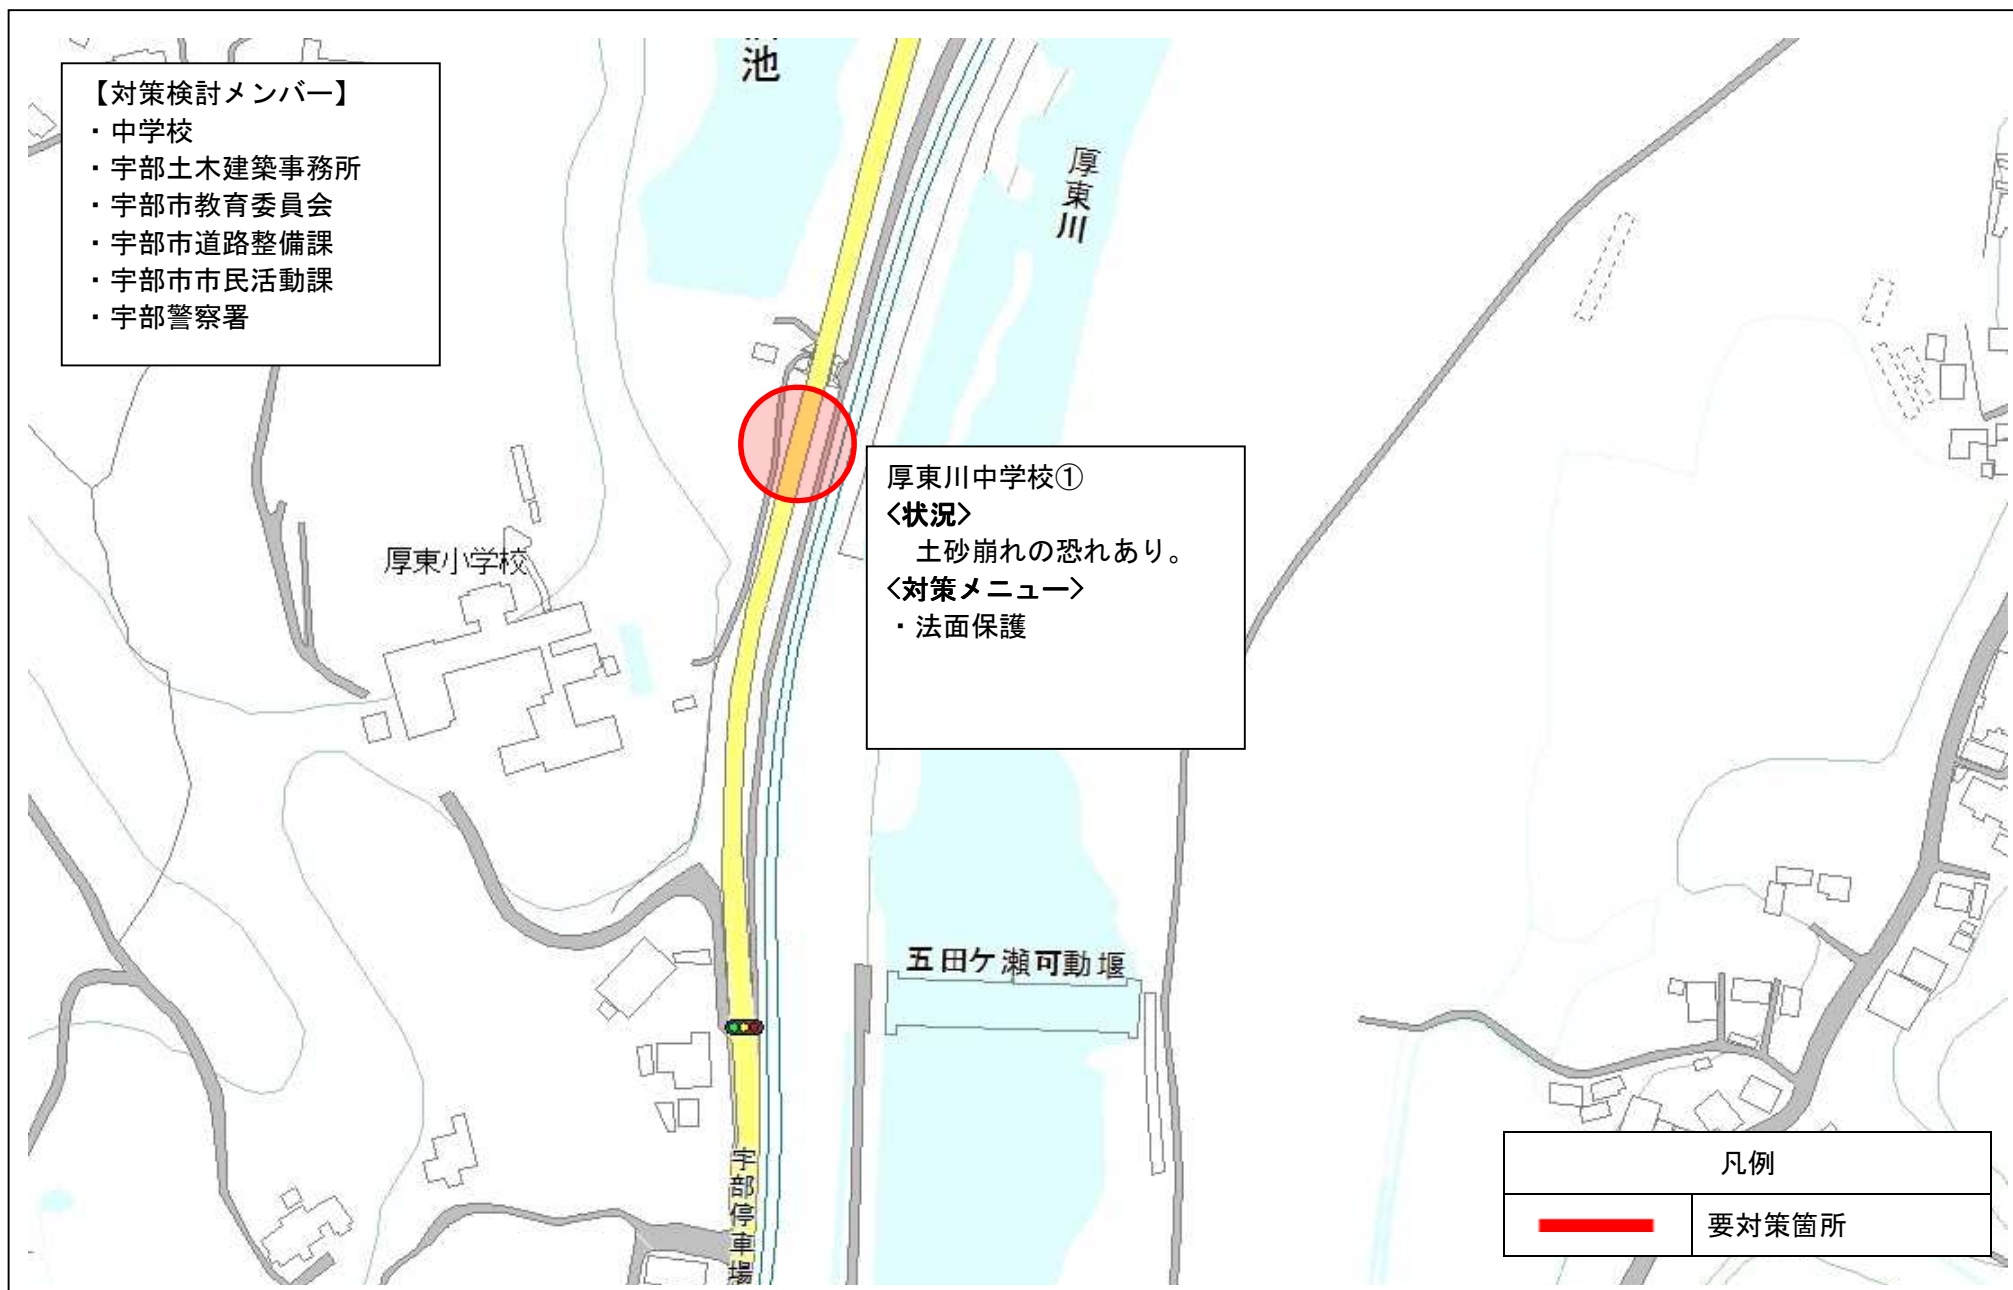 【対策検討メンバー】
・中学校
・宇部土木建築事務所
・宇部市教育委員会
・宇部市道路整備課
・宇部市市民活動課
・宇部警察署
池
厚東川
厚東川中学校①
<状況>
土砂崩れの恐れあり。
<対策メニュー>
・法面保護
厚東小学校
五田ケ瀬可動堰
宇部停車場
凡例
要対策箇所